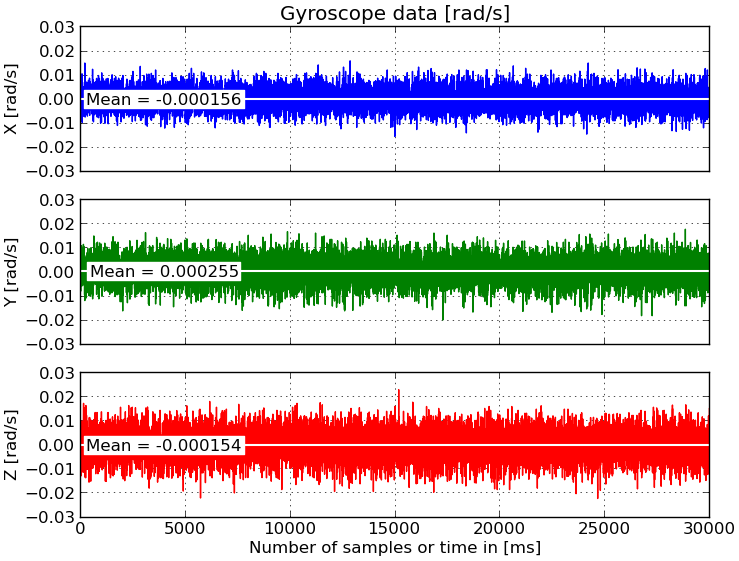 Gyroscope data [rad/s]
0.03
0.02
0.01
0.00
−0.01
−0.02
−0.03
X [rad/s]
Mean = -0.000156
0.03
0.02
0.01
0.00
−0.01
−0.02
−0.03
Y [rad/s]
Mean = 0.000255
0.03
0.02
0.01
0.00
−0.01
−0.02
−0.03
Z [rad/s]
Mean = -0.000154
0 5000 10000 15000 20000 25000 30000
Number of samples or time in [ms]